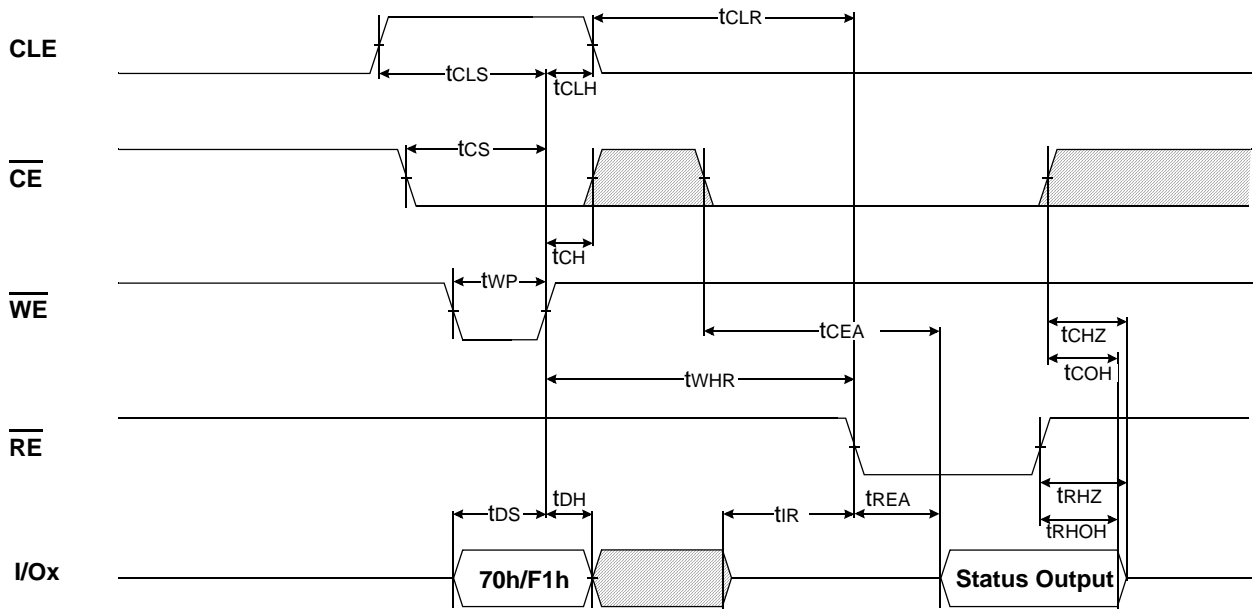 CLE
tCLR
tCLS
tCLH
CE
tCS
tCH
WE
tWP
tCEA
tCHZ
tCOH
tWHR
RE
tRHZ
tRHOH
tDS
tDH
tIR
tREA
I/Ox
70h/F1h
Status Output